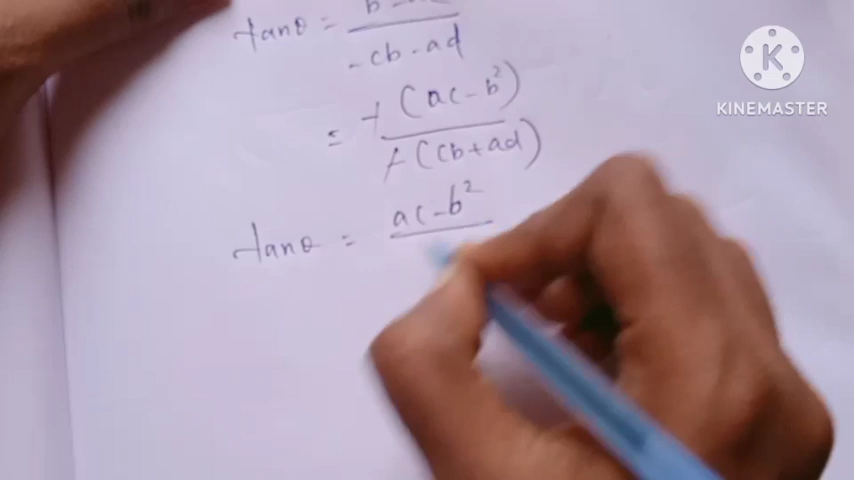 tanθ =
-cb-ad
= +(ac-b²)
+(cb+ad)
tanθ = ac-b²
K
KINEMASTER